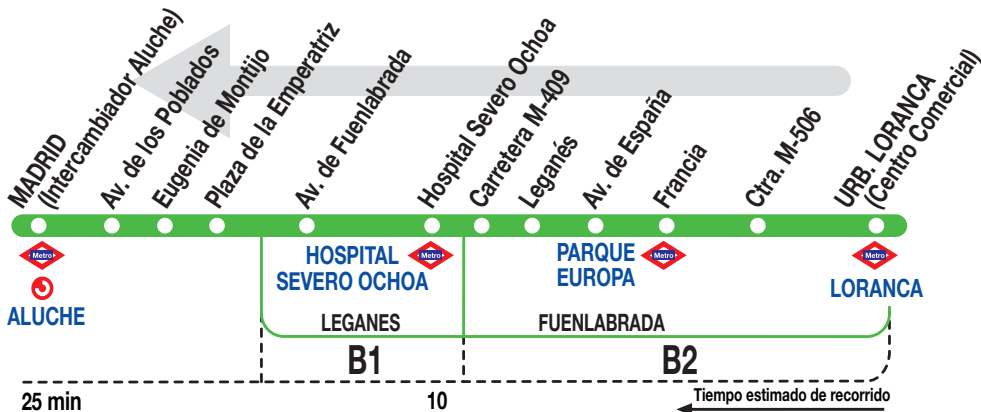 MADRID
(Intercambiador Aluche)
Av. de los Poblados
Eugenia de Montijo
Plaza de la Emperatriz
Av. de Fuenlabrada
Hospital Severo Ochoa
Carretera M-409
Leganés
Av. de España
Francia
Ctra. M-506
URB. LORANCA
(Centro Comercial)
Metro
Metro
Metro
Metro
ALUCHE
HOSPITAL
SEVERO OCHOA
PARQUE
EUROPA
LORANCA
LEGANES
FUENLABRADA
B1
B2
25 min
10
Tiempo estimado de recorrido